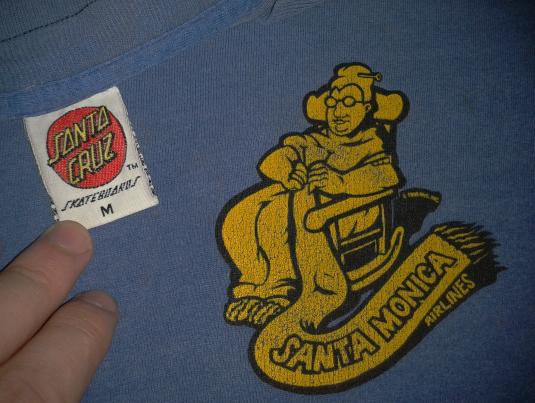 SANTA
CRUZ
TM
SKATEBOARDS
M
SANTA MONICA
AIRLINES